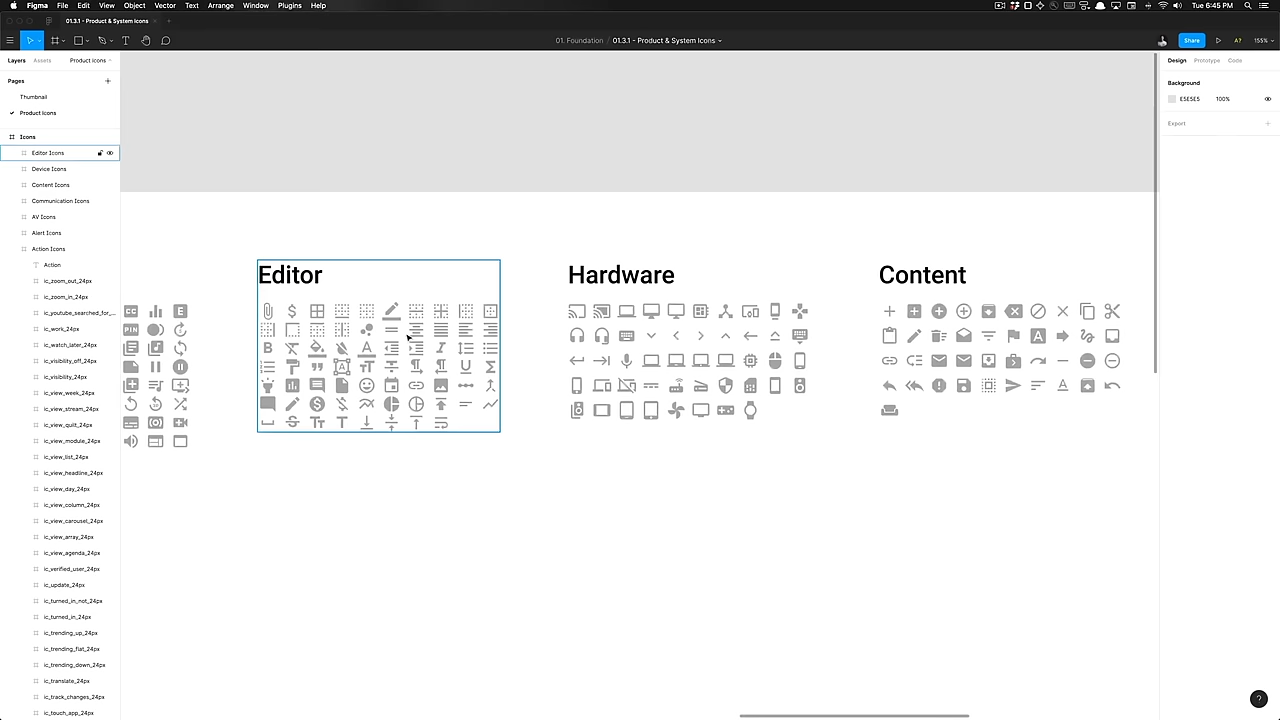 Figma File Edit View Object Vector Text Arrange Window Plugins Help Tue 6:45 PM
01.3.1 - Product & System Icons
01. Foundation / 01.3.1 - Product & System Icons Share A? 155%
Layers Assets Product Icons
Design Prototype Code
Pages
Background
Thumbnail
E5E5E5 100%
Product Icons
Export
Icons
Editor Icons
Device Icons
Content Icons
Communication Icons
AV Icons
Alert Icons
Action Icons
Action
ic_zoom_out_24px
ic_zoom_in_24px
ic_youtube_searched_for_...
ic_work_24px
ic_watch_later_24px
ic_visibility_off_24px
ic_visibility_24px
ic_view_week_24px
ic_view_stream_24px
ic_view_quilt_24px
ic_view_module_24px
ic_view_list_24px
ic_view_headline_24px
ic_view_day_24px
ic_view_column_24px
ic_view_carousel_24px
ic_view_array_24px
ic_view_agenda_24px
ic_verified_user_24px
ic_update_24px
ic_turned_in_not_24px
ic_turned_in_24px
ic_trending_up_24px
ic_trending_flat_24px
ic_trending_down_24px
ic_translate_24px
ic_track_changes_24px
ic_touch_app_24px
Editor
Hardware
Content
CC
E
PIN
?